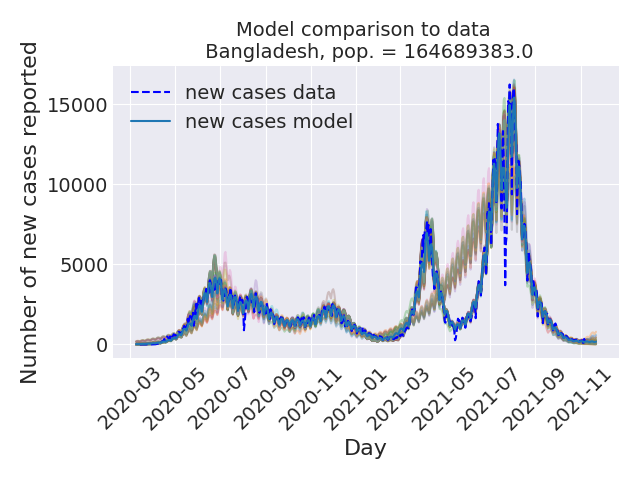 Model comparison to data
Bangladesh, pop. = 164689383.0
new cases data
new cases model
Number of new cases reported
15000
10000
5000
0
2020-03
2020-05
2020-07
2020-09
2020-11
2021-01
2021-03
2021-05
2021-07
2021-09
2021-11
Day